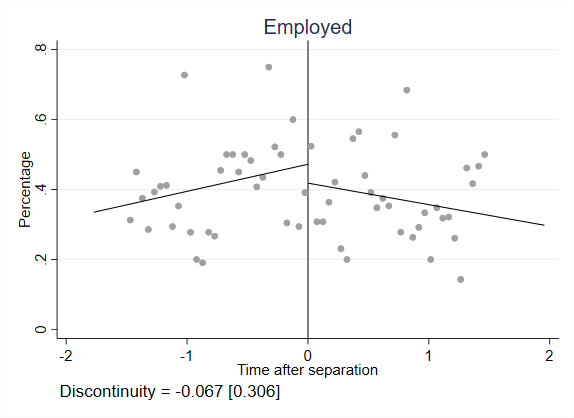 Employed
Percentage
.8
.6
.4
.2
0
-2 -1 0 1 2
Time after separation
Discontinuity = -0.067 [0.306]